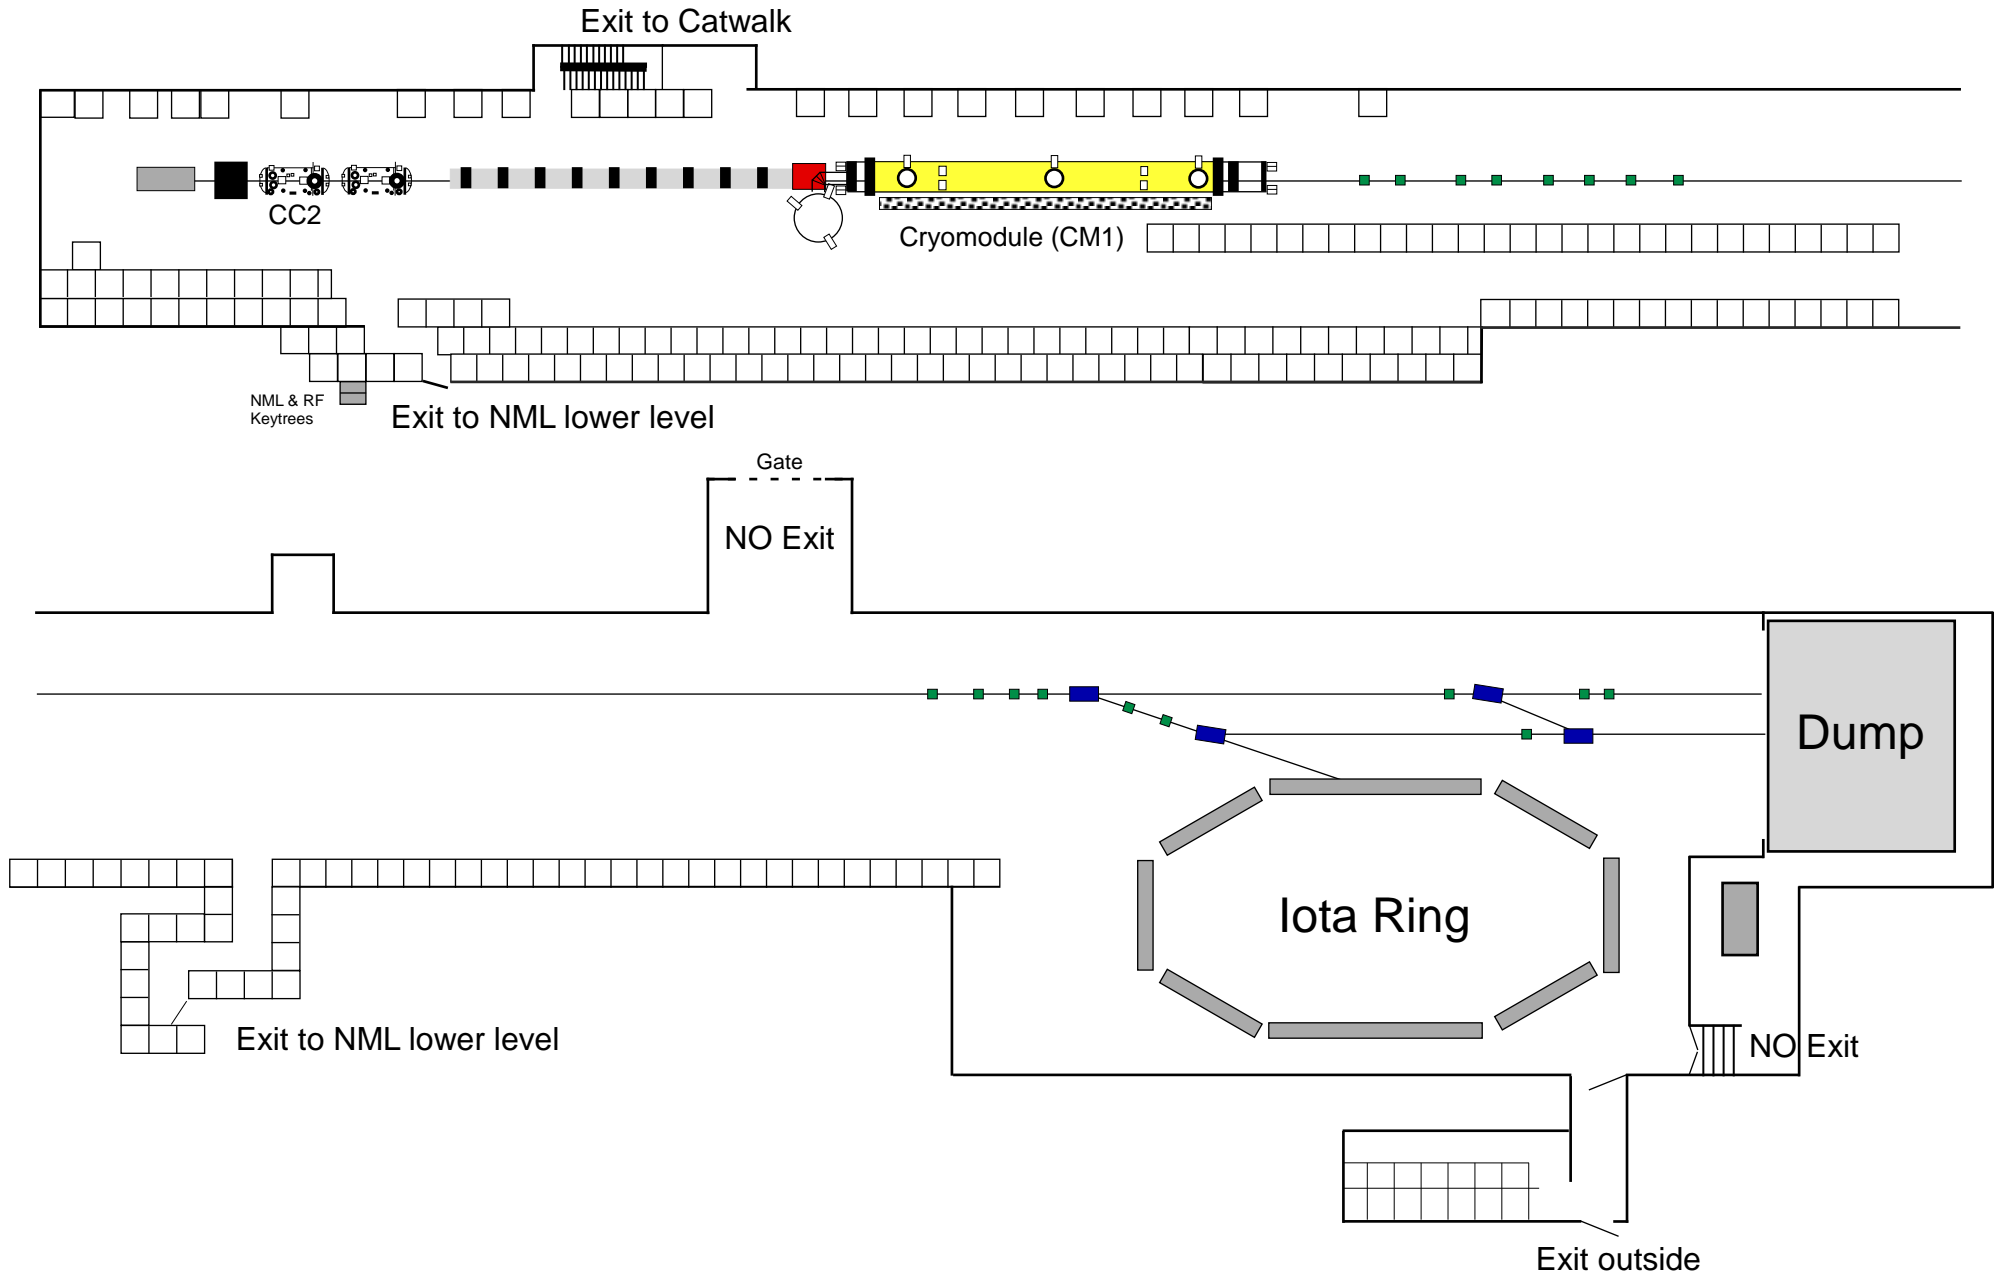 Exit to Catwalk
CC2
Cryomodule (CM1)
NML & RF
Keytrees
Exit to NML lower level
Gate
NO Exit
Dump
Iota Ring
Exit to NML lower level
NO Exit
Exit outside